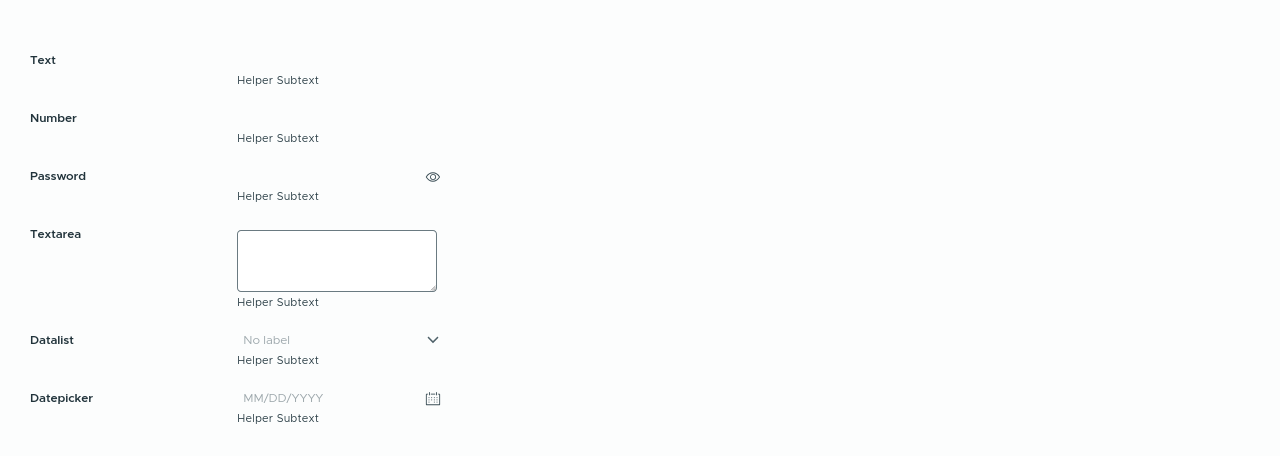 Text
Helper Subtext
Number
Helper Subtext
Password
Helper Subtext
Textarea
Helper Subtext
Datalist
No label
Helper Subtext
Datepicker
MM/DD/YYYY
Helper Subtext